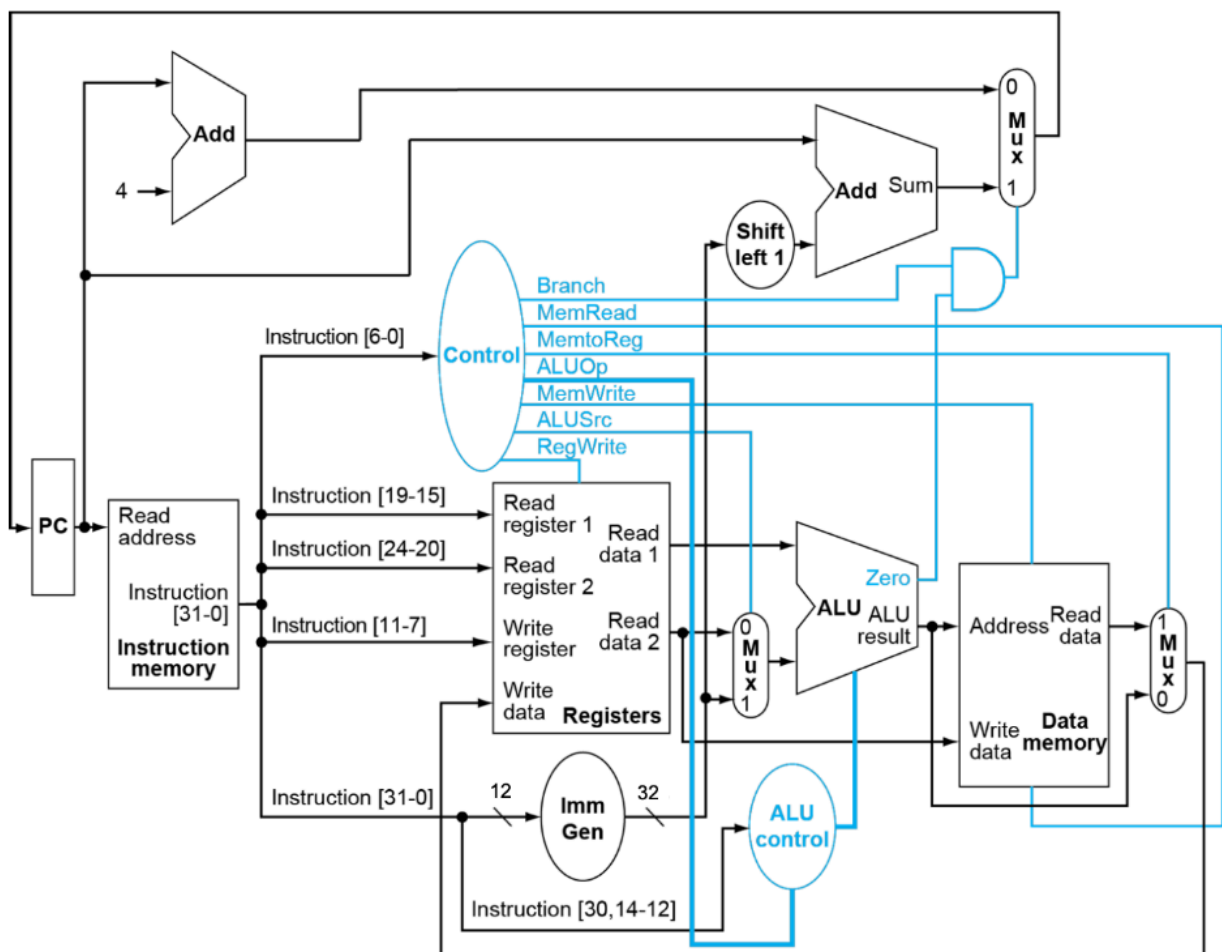 Add
4
0
Mux
1
Add Sum
Shift
left 1
Branch
MemRead
MemtoReg
ALUOp
MemWrite
ALUSrc
RegWrite
Instruction [6-0]
Control
PC
Read
address
Instruction
[31-0]
Instruction
memory
Instruction [19-15]
Instruction [24-20]
Instruction [11-7]
Read
register 1
Read
register 2
Write
register
Write
data
Read
data 1
Read
data 2
Registers
0
Mux
1
Zero
ALU
ALU
result
Address
Read
data
Write
data
Data
memory
1
Mux
0
Instruction [31-0]
12
Imm
Gen
32
ALU
control
Instruction [30,14-12]